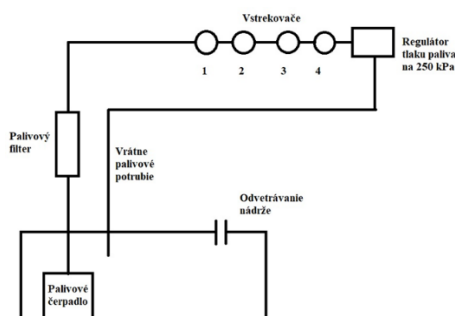 Vstrekovače
Regulátor
tlaku paliva
na 250 kPa
1 2 3 4
Palivový
filter
Vrátne
palivové
potrubie
Odvetrávanie
nádrže
Palivové
čerpadlo